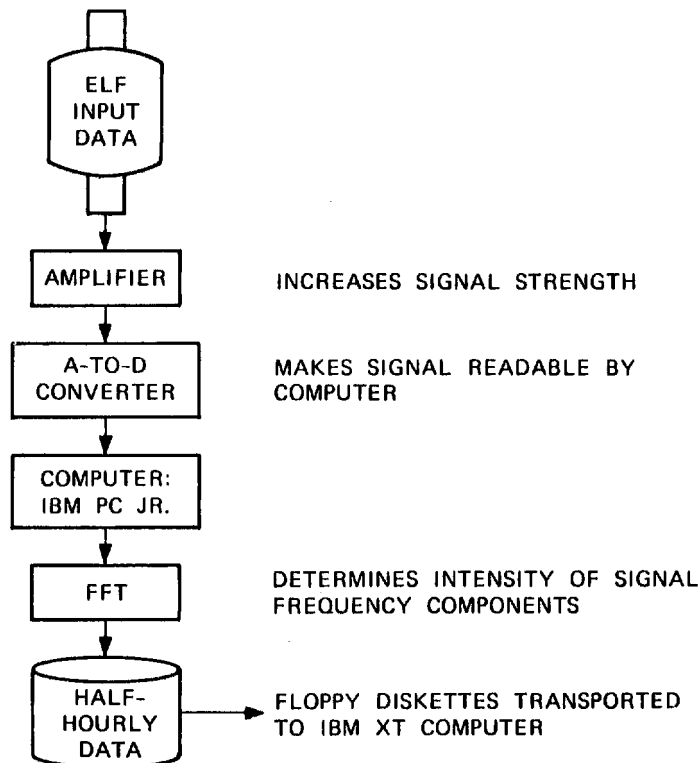 ELF
INPUT
DATA
AMPLIFIER
INCREASES SIGNAL STRENGTH
A-TO-D
CONVERTER
MAKES SIGNAL READABLE BY
COMPUTER
COMPUTER:
IBM PC JR.
FFT
DETERMINES INTENSITY OF SIGNAL
FREQUENCY COMPONENTS
HALF-
HOURLY
DATA
FLOPPY DISKETTES TRANSPORTED
TO IBM XT COMPUTER